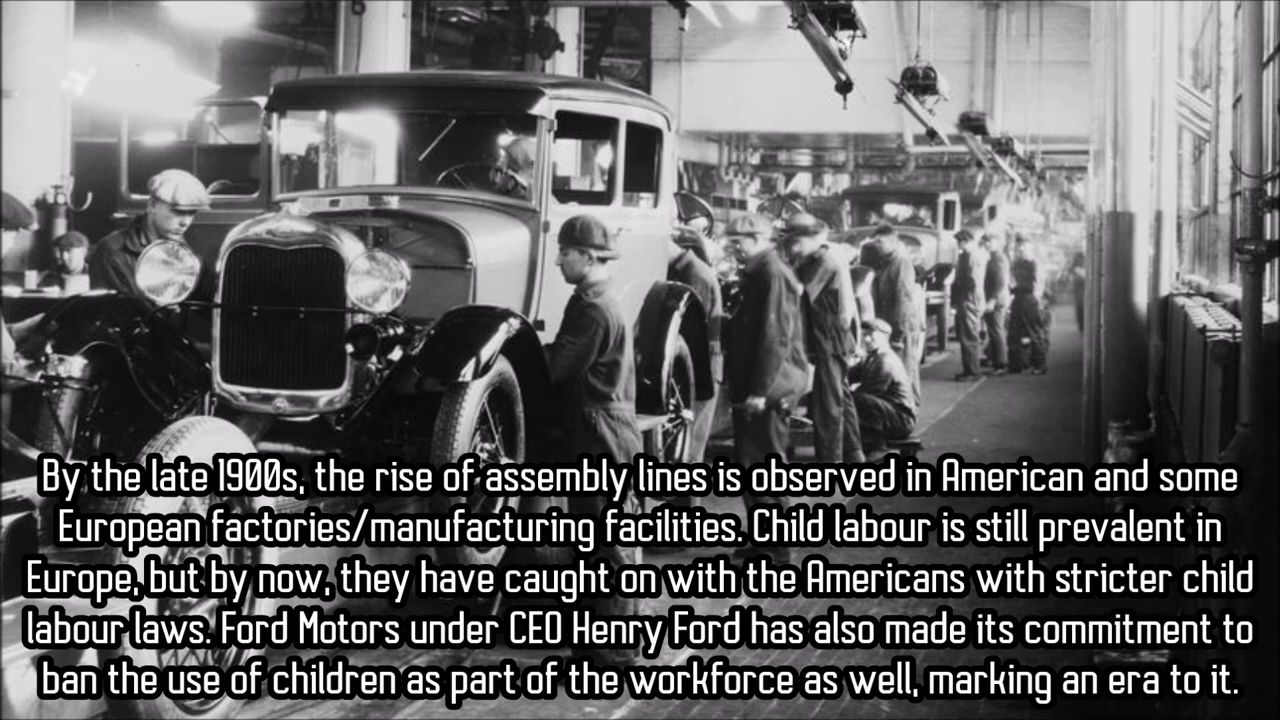 By the late 1900s, the rise of assembly lines is observed in American and some
European factories/manufacturing facilities. Child labour is still prevalent in
Europe, but by now, they have caught on with the Americans with stricter child
labour laws. Ford Motors under CEO Henry Ford has also made its commitment to
ban the use of children as part of the workforce as well, marking an era to it.